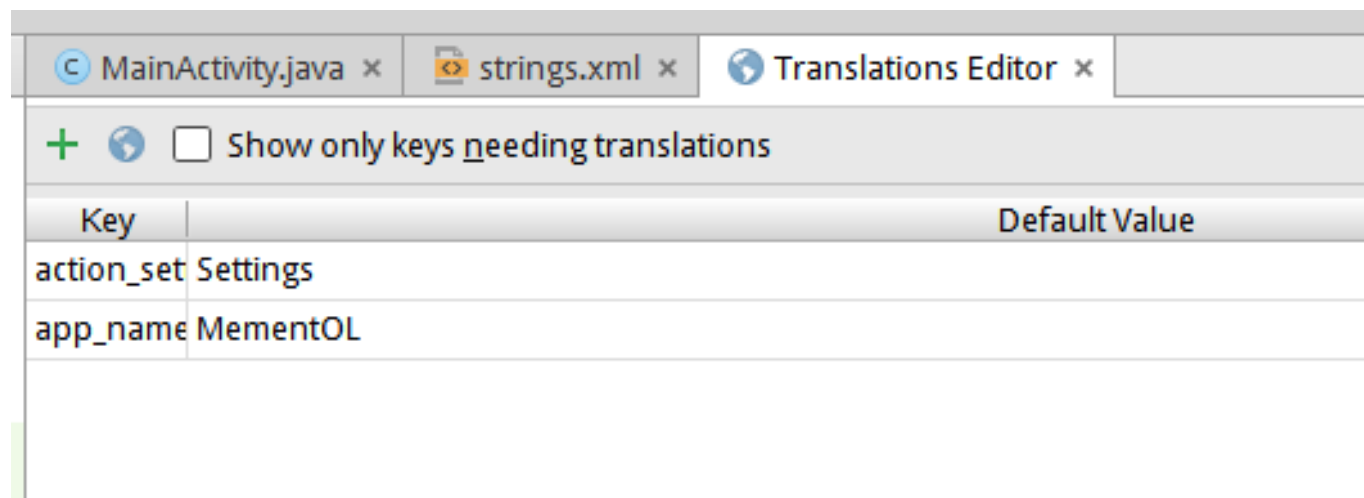 MainActivity.java strings.xml Translations Editor
Show only keys needing translations
Key Default Value
action_set Settings
app_name MementOL